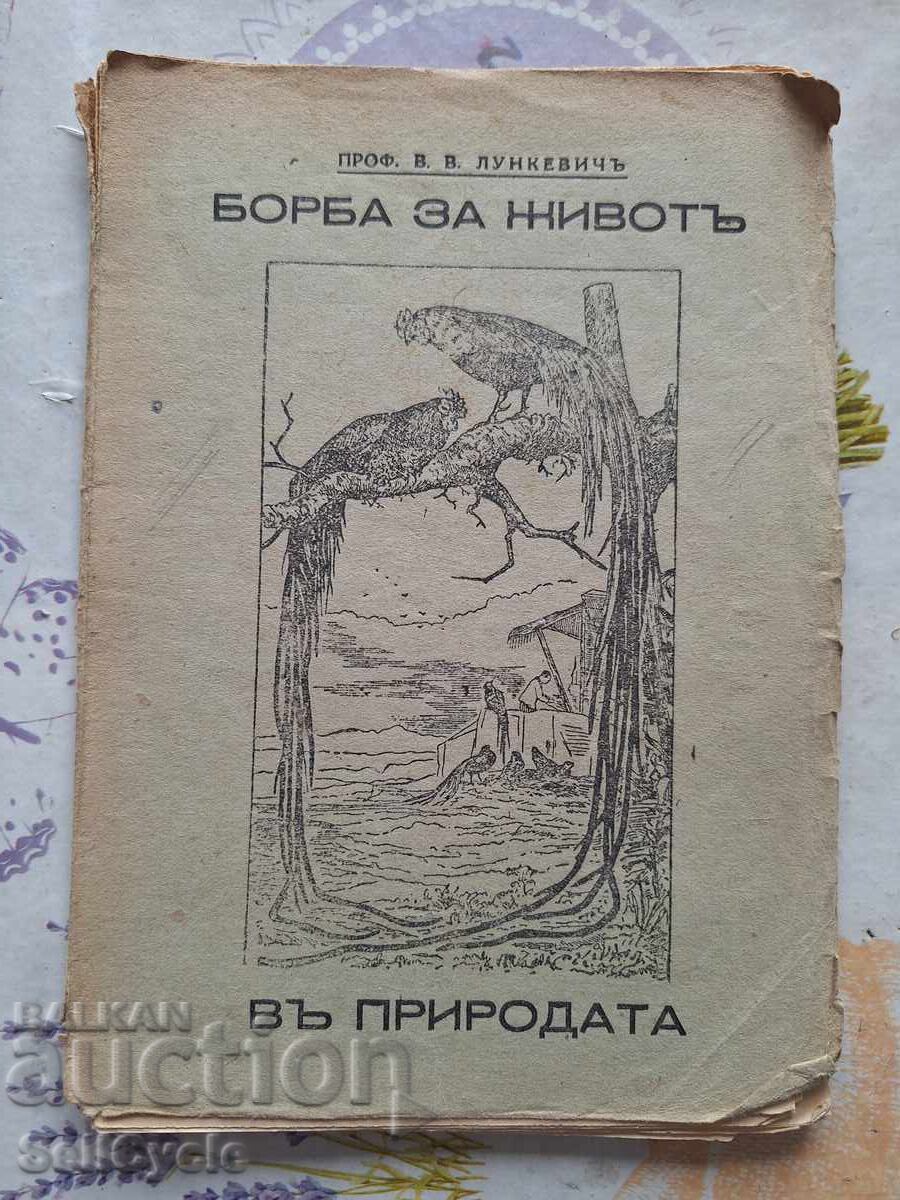 ПРОФ. В. В. ЛУНКЕВИЧЪ
БОРБА ЗА ЖИВОТЪ
ВЪ ПРИРОДАТА
BALKAN
auction
SellCycle